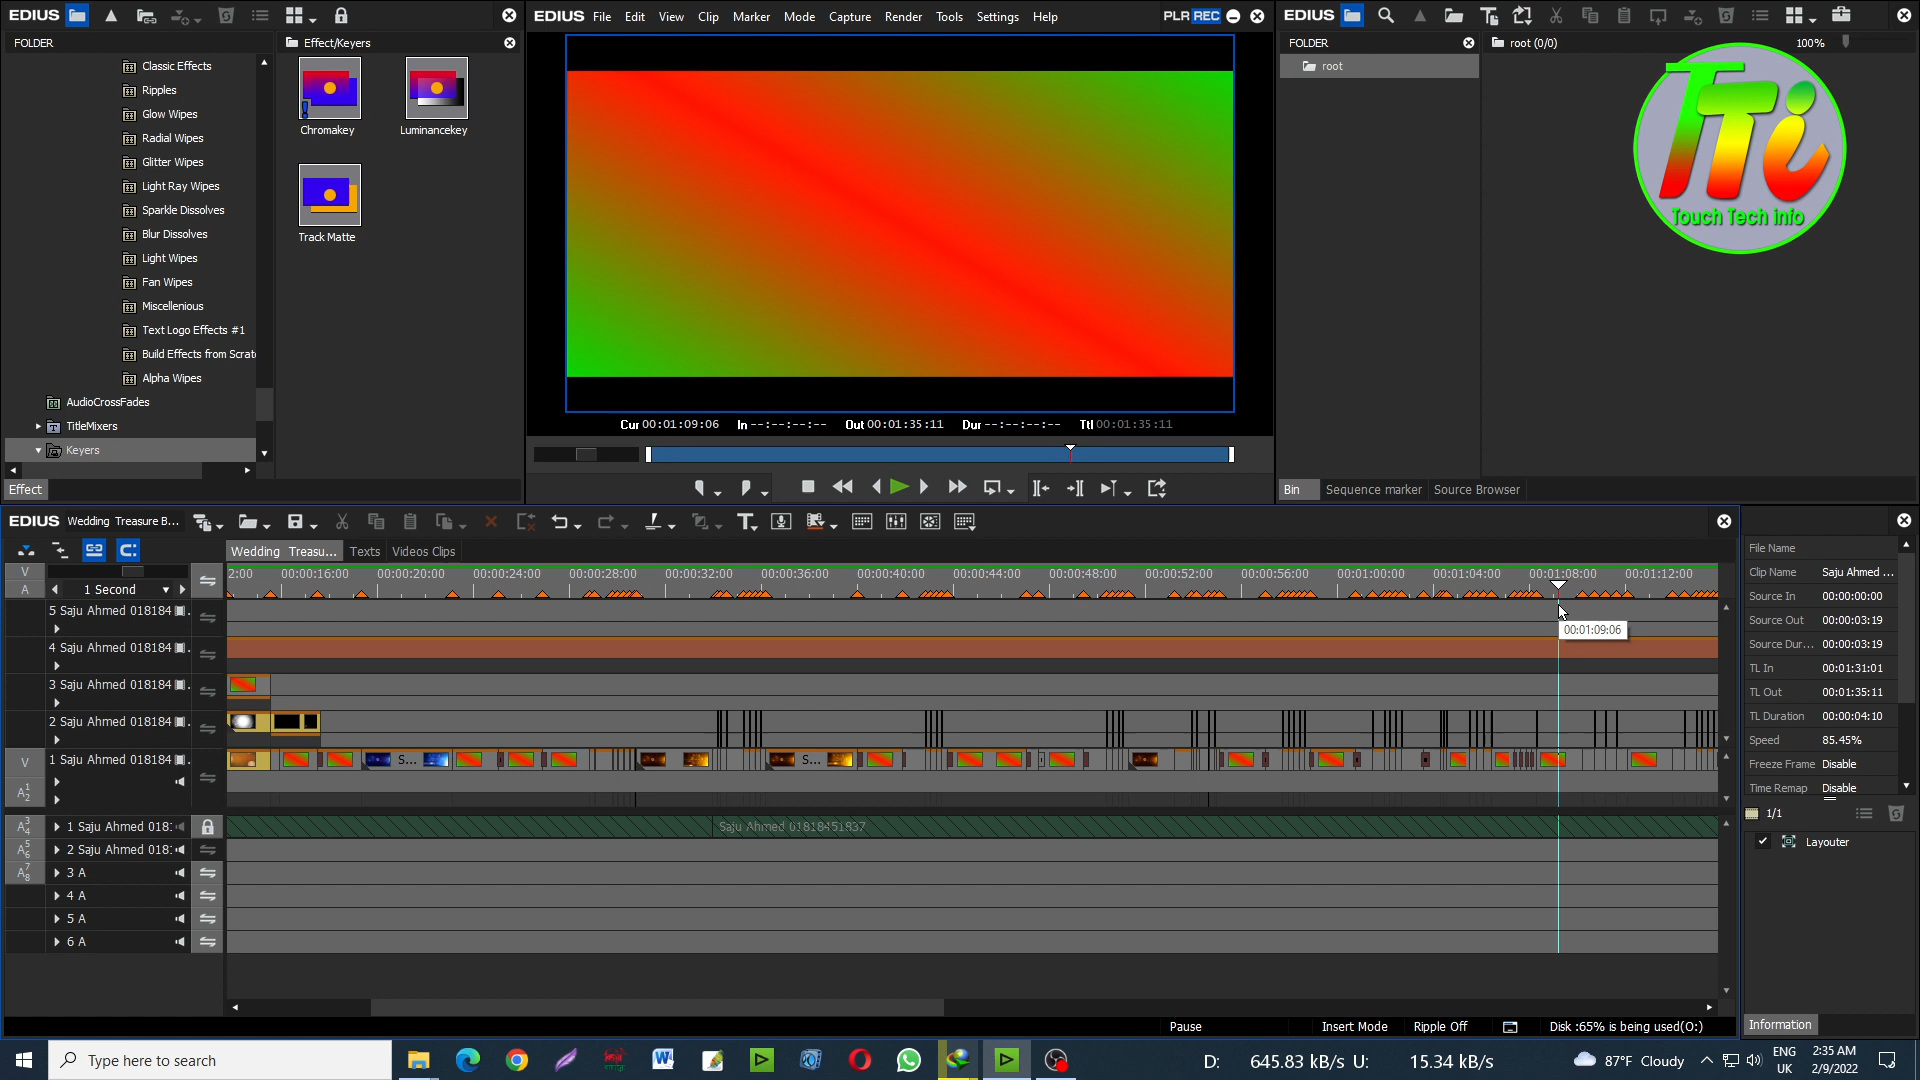 EDIUS
FOLDER
Classic Effects
Ripples
Glow Wipes
Radial Wipes
Glitter Wipes
Light Ray Wipes
Sparkle Dissolves
Blur Dissolves
Light Wipes
Fan Wipes
Miscellenious
Text Logo Effects #1
Build Effects from Scrat
Alpha Wipes
AudioCrossFades
TitleMixers
Keyers
Effect
Effect/Keyers
Chromakey
Luminancekey
Track Matte
EDIUS File Edit View Clip Marker Mode Capture Render Tools Settings Help
PLR REC
Cur 00:01:09:06 In --:--:--:-- Out 00:01:35:11 Dur --:--:--:-- Ttl 00:01:35:11
EDIUS
FOLDER
root
root (0/0)
100%
TTi
Touch Tech info
Bin Sequence marker Source Browser
EDIUS Wedding Treasure B...
Wedding Treasu... Texts Videos Clips
V
A
1 Second
2:00 00:00:16:00 00:00:20:00 00:00:24:00 00:00:28:00 00:00:32:00 00:00:36:00 00:00:40:00 00:00:44:00 00:00:48:00 00:00:52:00 00:00:56:00 00:01:00:00 00:01:04:00 00:01:08:00 00:01:12:00
5 Saju Ahmed 018184
00:01:09:06
4 Saju Ahmed 018184
3 Saju Ahmed 018184
2 Saju Ahmed 018184
V 1 Saju Ahmed 018184
S...
S...
A 1 2
A 3 4 1 Saju Ahmed 018:
Saju Ahmed 01818451837
A 5 6 2 Saju Ahmed 018:
A 7 8 3 A
4 A
5 A
6 A
File Name
Clip Name Saju Ahmed ...
Source In 00:00:00:00
Source Out 00:00:03:19
Source Dur... 00:00:03:19
TL In 00:01:31:01
TL Out 00:01:35:11
TL Duration 00:00:04:10
Speed 85.45%
Freeze Frame Disable
Time Remap Disable
1/1
Layouter
Information
Pause Insert Mode Ripple Off Disk :65% is being used(O:)
Type here to search
D: 645.83 kB/s U: 15.34 kB/s
87°F Cloudy
ENG
UK
2:35 AM
2/9/2022